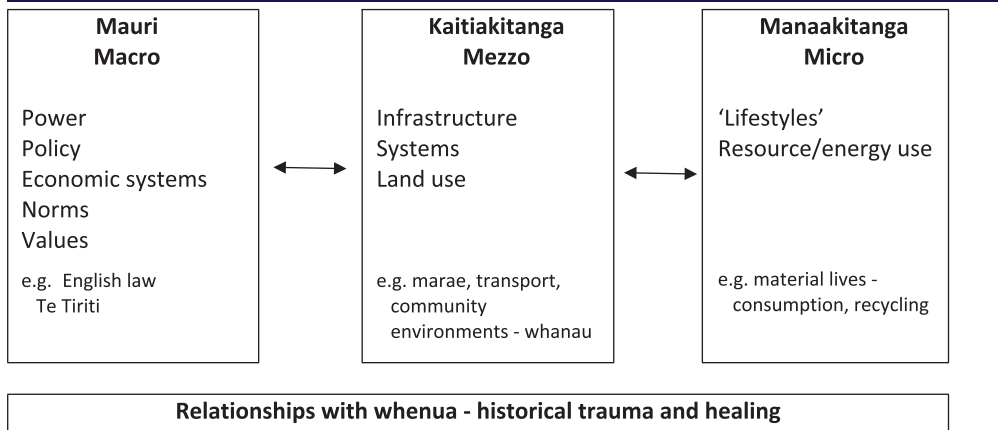 Mauri
Macro
Power
Policy
Economic systems
Norms
Values
e.g.  English law
Te Tiriti
Kaitiakitanga
Mezzo
Infrastructure
Systems
Land use
e.g. marae, transport,
community
environments - whanau
Manaakitanga
Micro
‘Lifestyles’
Resource/energy use
e.g. material lives -
consumption, recycling
Relationships with whenua - historical trauma and healing